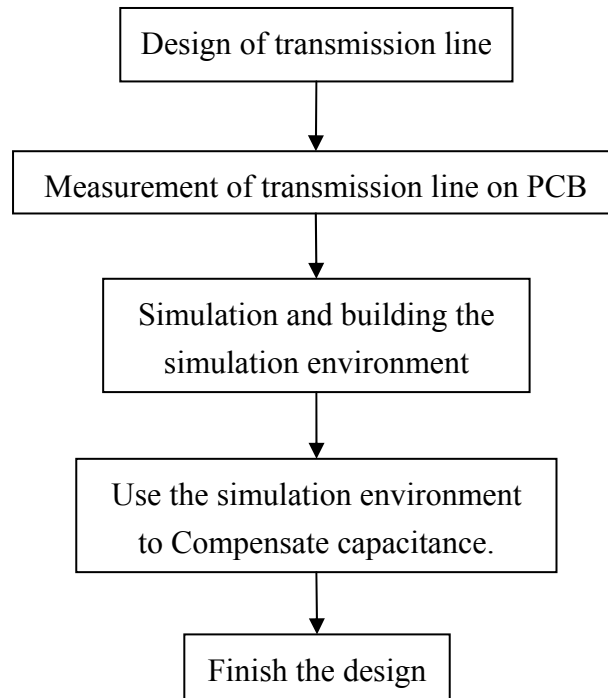 Design of transmission line
Measurement of transmission line on PCB
Simulation and building the
simulation environment
Use the simulation environment
to Compensate capacitance.
Finish the design